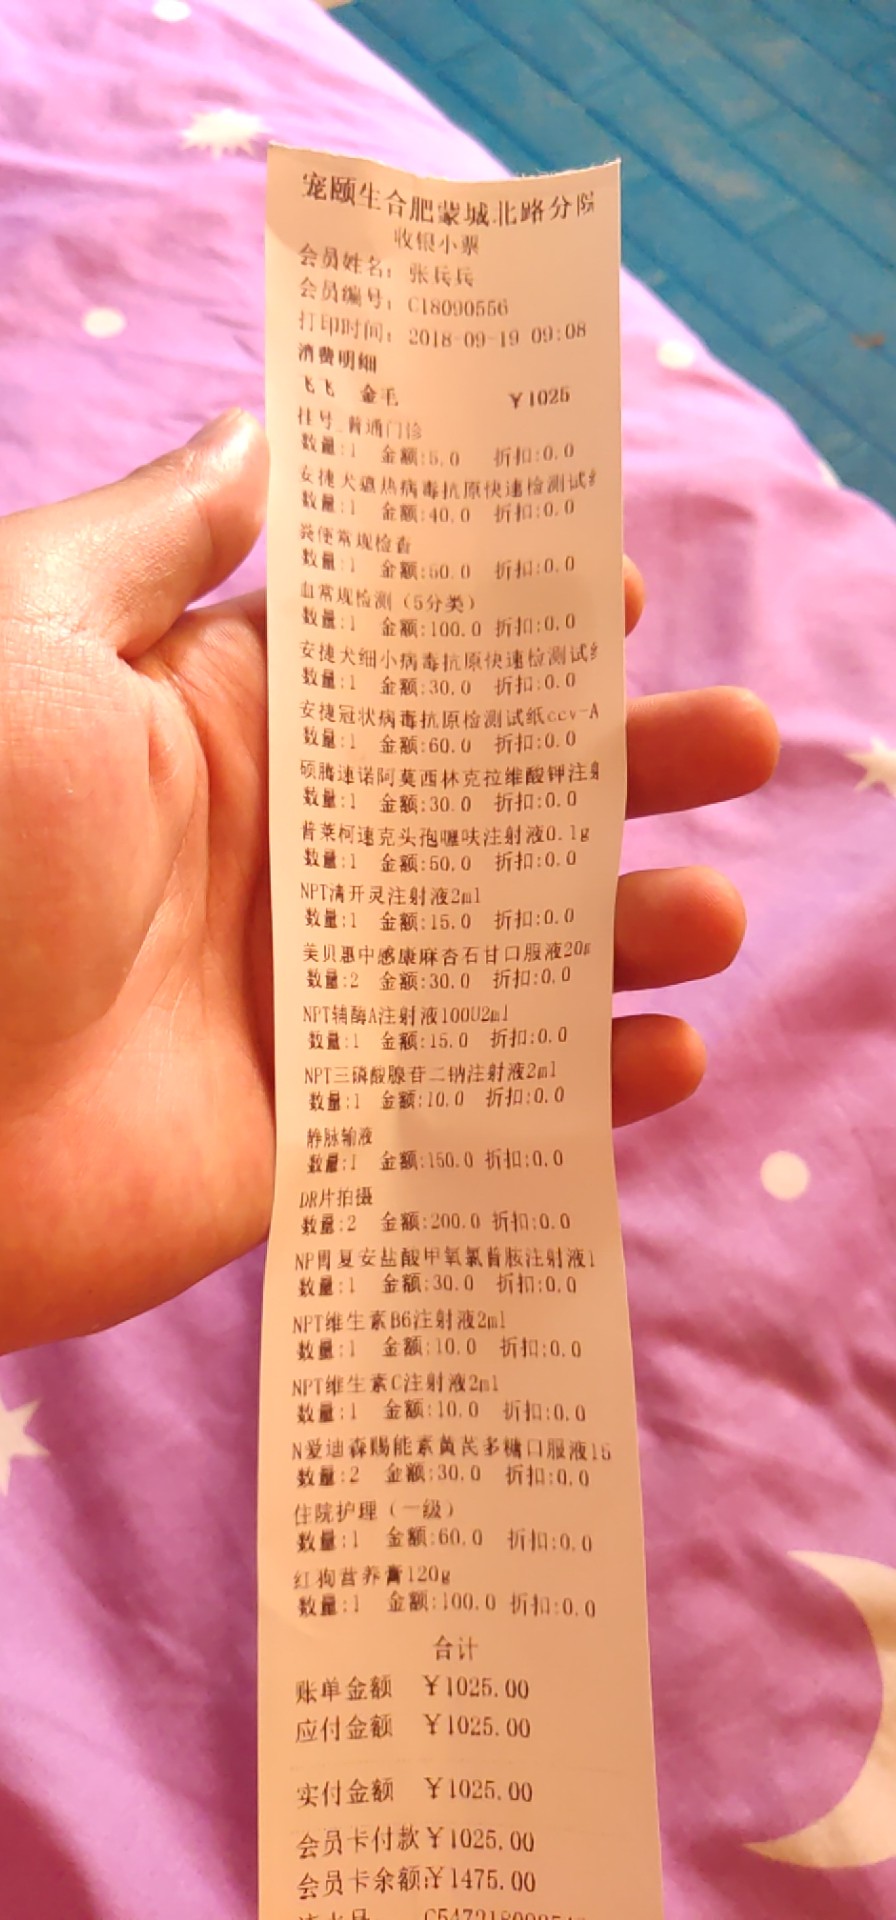 宠颐生合肥蒙城北路分院
收银小票
会员姓名：张兵兵
会员编号：C18090556
打印时间：2018-09-19 09:08
消费明细
飞飞 金毛 ￥1025
挂号_普通门诊
数量:1 金额:5.0 折扣:0.0
安捷犬瘟热病毒抗原快速检测试
数量:1 金额:40.0 折扣:0.0
粪便常规检查
数量:1 金额:50.0 折扣:0.0
血常规检测（5分类）
数量:1 金额:100.0 折扣:0.0
安捷犬细小病毒抗原快速检测试
数量:1 金额:30.0 折扣:0.0
安捷冠状病毒抗原检测试纸ccv-A
数量:1 金额:60.0 折扣:0.0
硕腾速诺阿莫西林克拉维酸钾注射
数量:1 金额:30.0 折扣:0.0
普莱柯速克头孢噻呋注射液0.1g
数量:1 金额:50.0 折扣:0.0
NPT清开灵注射液2ml
数量:1 金额:15.0 折扣:0.0
美贝惠中感康麻杏石甘口服液20m
数量:2 金额:30.0 折扣:0.0
NPT辅酶A注射液100U2ml
数量:1 金额:15.0 折扣:0.0
NPT三磷酸腺苷二钠注射液2ml
数量:1 金额:10.0 折扣:0.0
静脉输液
数量:1 金额:150.0 折扣:0.0
DR片拍摄
数量:2 金额:200.0 折扣:0.0
NP胃复安盐酸甲氧氯普胺注射液1
数量:1 金额:30.0 折扣:0.0
NPT维生素B6注射液2ml
数量:1 金额:10.0 折扣:0.0
NPT维生素C注射液2ml
数量:1 金额:10.0 折扣:0.0
N爱迪森赐能素黄芪多糖口服液15
数量:2 金额:30.0 折扣:0.0
住院护理（一级）
数量:1 金额:60.0 折扣:0.0
红狗营养膏120g
数量:1 金额:100.0 折扣:0.0
合计
账单金额 ￥1025.00
应付金额 ￥1025.00
实付金额 ￥1025.00
会员卡付款￥1025.00
会员卡余额:￥1475.00